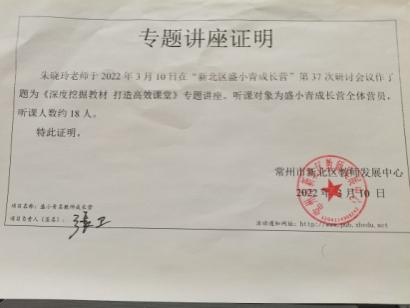 专题讲座证明
朱晓玲老师于 2022 年 3 月 10 日在“新北区盛小青成长营”第 37 次研讨会议作了
题为《深度挖掘教材 打造高效课堂》专题讲座。听课对象为盛小青成长营全体营员，
听课人数约 18 人。
特此证明。
常州市新北区教师发展中心
2022 年 3 月 10 日
项目名称：盛小青名教师成长营
项目负责人（签名）：
活动通知网址：http://www.